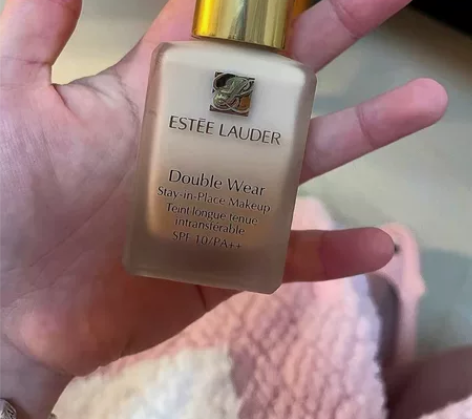 ESTĒE LAUDER
Double Wear
Stay-in-Place Makeup
Teint longue tenue
intransférable
SPF 10/PA++